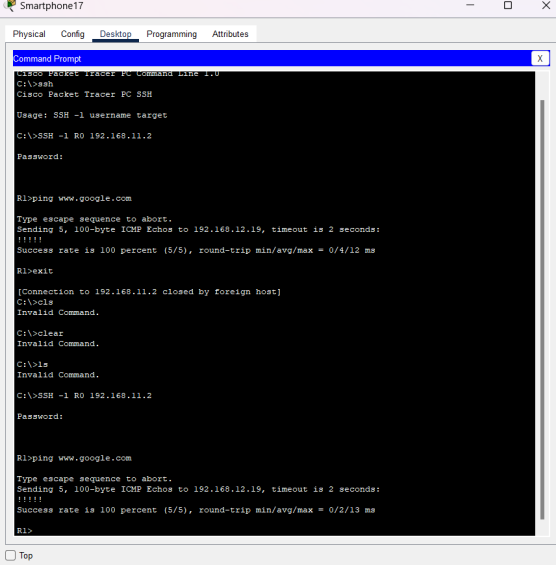 Smartphone17
Physical Config Desktop Programming Attributes
Command Prompt X
Cisco Packet Tracer PC Command Line 1.0
C:\>ssh
Cisco Packet Tracer PC SSH
Usage: SSH -l username target
C:\>SSH -l R0 192.168.11.2
Password:
R1>ping www.google.com
Type escape sequence to abort.
Sending 5, 100-byte ICMP Echos to 192.168.12.19, timeout is 2 seconds:
!!!!!
Success rate is 100 percent (5/5), round-trip min/avg/max = 0/4/12 ms
R1>exit
[Connection to 192.168.11.2 closed by foreign host]
C:\>cls
Invalid Command.
C:\>clear
Invalid Command.
C:\>ls
Invalid Command.
C:\>SSH -l R0 192.168.11.2
Password:
R1>ping www.google.com
Type escape sequence to abort.
Sending 5, 100-byte ICMP Echos to 192.168.12.19, timeout is 2 seconds:
!!!!!
Success rate is 100 percent (5/5), round-trip min/avg/max = 0/2/13 ms
R1>
Top